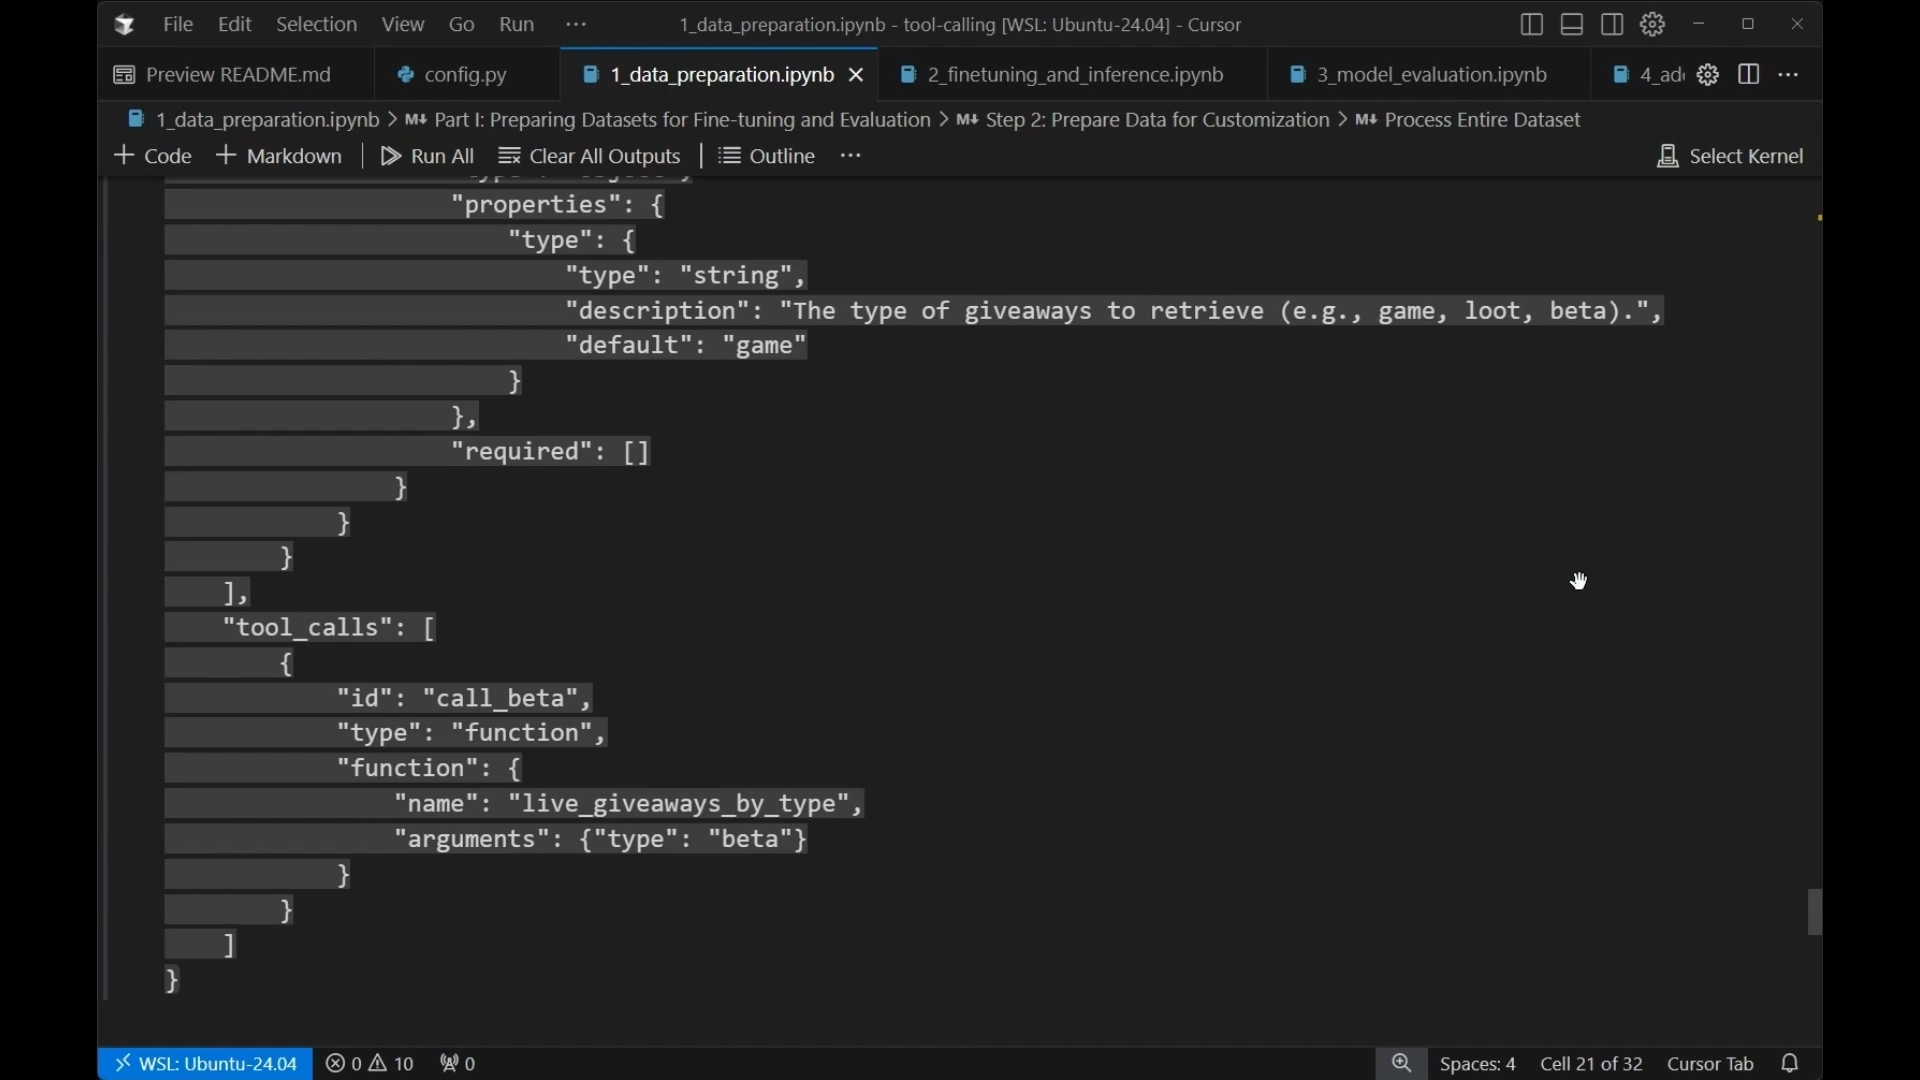 File Edit Selection View Go Run ··· 1_data_preparation.ipynb - tool-calling [WSL: Ubuntu-24.04] - Cursor
Preview README.md config.py 1_data_preparation.ipynb 2_finetuning_and_inference.ipynb 3_model_evaluation.ipynb
1_data_preparation.ipynb > M↓ Part I: Preparing Datasets for Fine-tuning and Evaluation > M↓ Step 2: Prepare Data for Customization > M↓ Process Entire Dataset
+ Code + Markdown Run All Clear All Outputs Outline ··· Select Kernel
"properties": {
"type": {
"type": "string",
"description": "The type of giveaways to retrieve (e.g., game, loot, beta).",
"default": "game"
}
},
"required": []
}
}
}
],
"tool_calls": [
{
"id": "call_beta",
"type": "function",
"function": {
"name": "live_giveaways_by_type",
"arguments": {"type": "beta"}
}
}
]
}
WSL: Ubuntu-24.04 0 10 0 Spaces: 4 Cell 21 of 32 Cursor Tab